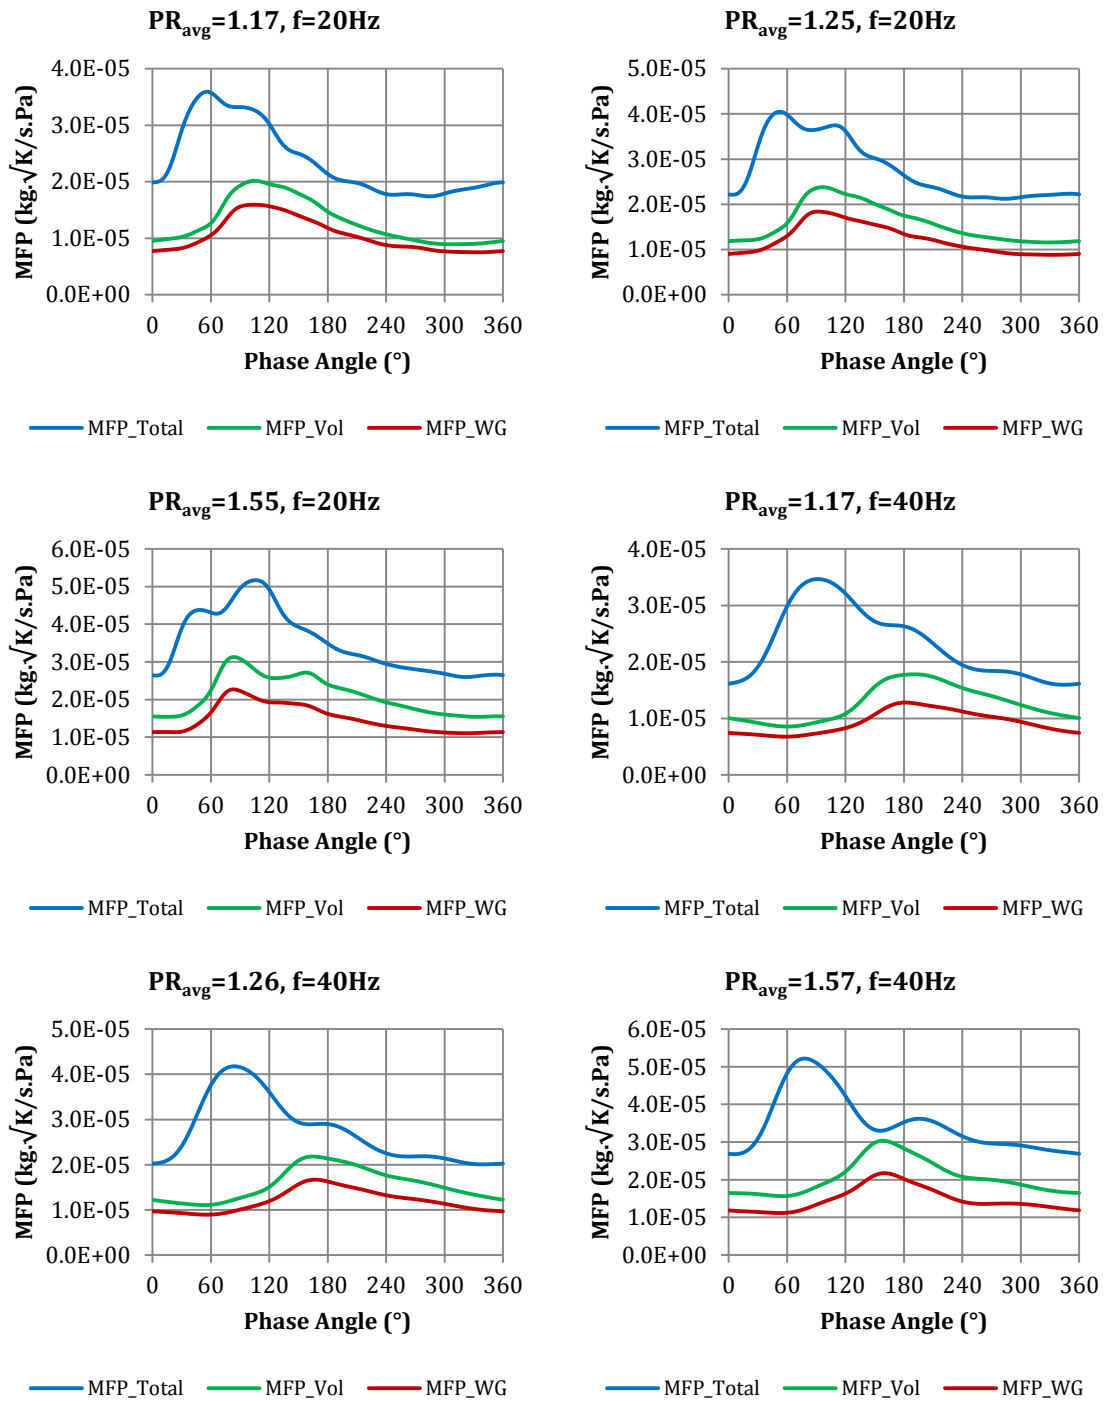 PRavg=1.17, f=20Hz
MFP (kg.√K/s.Pa)
4.0E-05
3.0E-05
2.0E-05
1.0E-05
0.0E+00
0 60 120 180 240 300 360
Phase Angle (°)
MFP_Total MFP_Vol MFP_WG
PRavg=1.25, f=20Hz
MFP (kg.√K/s.Pa)
5.0E-05
4.0E-05
3.0E-05
2.0E-05
1.0E-05
0.0E+00
0 60 120 180 240 300 360
Phase Angle (°)
MFP_Total MFP_Vol MFP_WG
PRavg=1.55, f=20Hz
MFP (kg.√K/s.Pa)
6.0E-05
5.0E-05
4.0E-05
3.0E-05
2.0E-05
1.0E-05
0.0E+00
0 60 120 180 240 300 360
Phase Angle (°)
MFP_Total MFP_Vol MFP_WG
PRavg=1.17, f=40Hz
MFP (kg.√K/s.Pa)
4.0E-05
3.0E-05
2.0E-05
1.0E-05
0.0E+00
0 60 120 180 240 300 360
Phase Angle (°)
MFP_Total MFP_Vol MFP_WG
PRavg=1.26, f=40Hz
MFP (kg.√K/s.Pa)
5.0E-05
4.0E-05
3.0E-05
2.0E-05
1.0E-05
0.0E+00
0 60 120 180 240 300 360
Phase Angle (°)
MFP_Total MFP_Vol MFP_WG
PRavg=1.57, f=40Hz
MFP (kg.√K/s.Pa)
6.0E-05
5.0E-05
4.0E-05
3.0E-05
2.0E-05
1.0E-05
0.0E+00
0 60 120 180 240 300 360
Phase Angle (°)
MFP_Total MFP_Vol MFP_WG